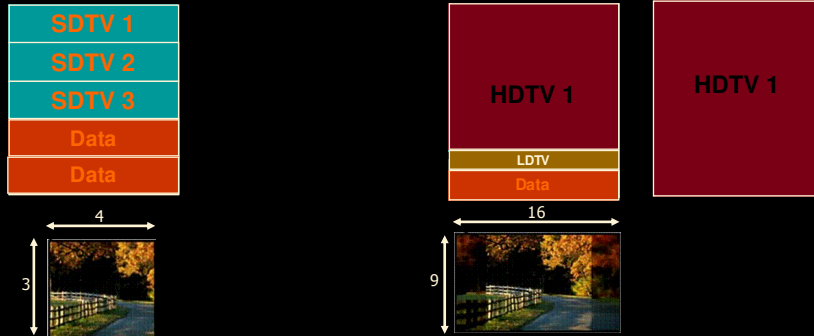 SDTV 1
SDTV 2
SDTV 3
Data
Data
4
3
HDTV 1
LDTV
Data
16
9
HDTV 1